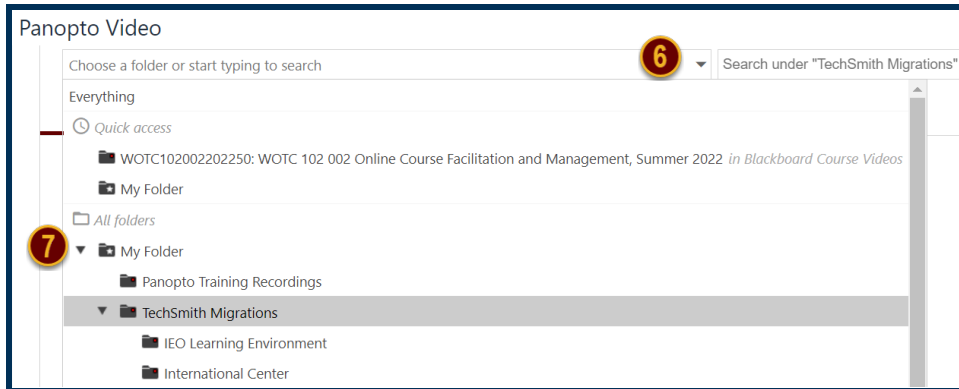 Panopto Video
Choose a folder or start typing to search
6
Search under "TechSmith Migrations"
Everything
Quick access
WOTC102002202250: WOTC 102 002 Online Course Facilitation and Management, Summer 2022 in Blackboard Course Videos
My Folder
All folders
7
My Folder
Panopto Training Recordings
TechSmith Migrations
IEO Learning Environment
International Center